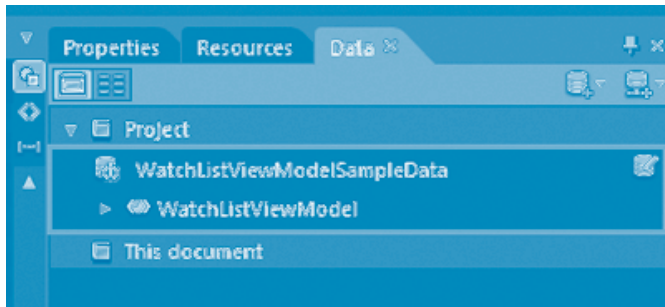 Properties Resources Data
Project
WatchListViewModelSampleData
WatchListViewModel
This document